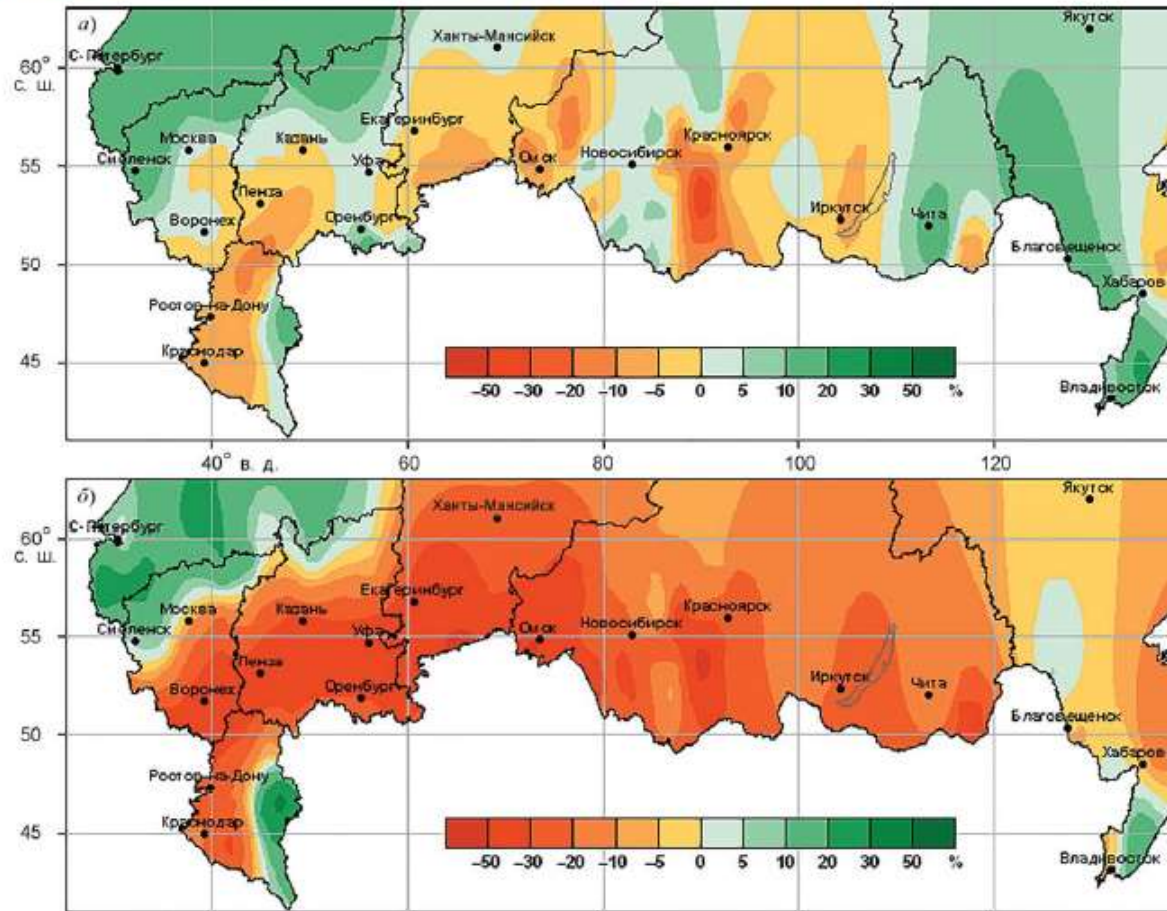 а)
Якутск
Ханты-Мансийск
С-Петербург
60°
с. ш.
Екатеринбург
Москва
Казань
Красноярск
Смоленск
Уфа
Омск
Новосибирск
55
Пенза
Иркутск
Чита
Воронех
Оренбург
Благовещенск
50
Хабаров
Ростов-на-Дону
45
Краснодар
–50 –30 –20 –10 –5 0 5 10 20 30 50 %
Владивосток
40° в. д. 60 80 100 120
б)
Якутск
Ханты-Мансийск
С-Петербург
60°
с. ш.
Екатеринбург
Москва
Казань
Красноярск
Смоленск
Уфа
Омск
Новосибирск
55
Пенза
Иркутск
Чита
Воронех
Оренбург
Благовещенск
50
Хабаров
Ростов-на-Дону
45
Краснодар
–50 –30 –20 –10 –5 0 5 10 20 30 50 %
Владивосток